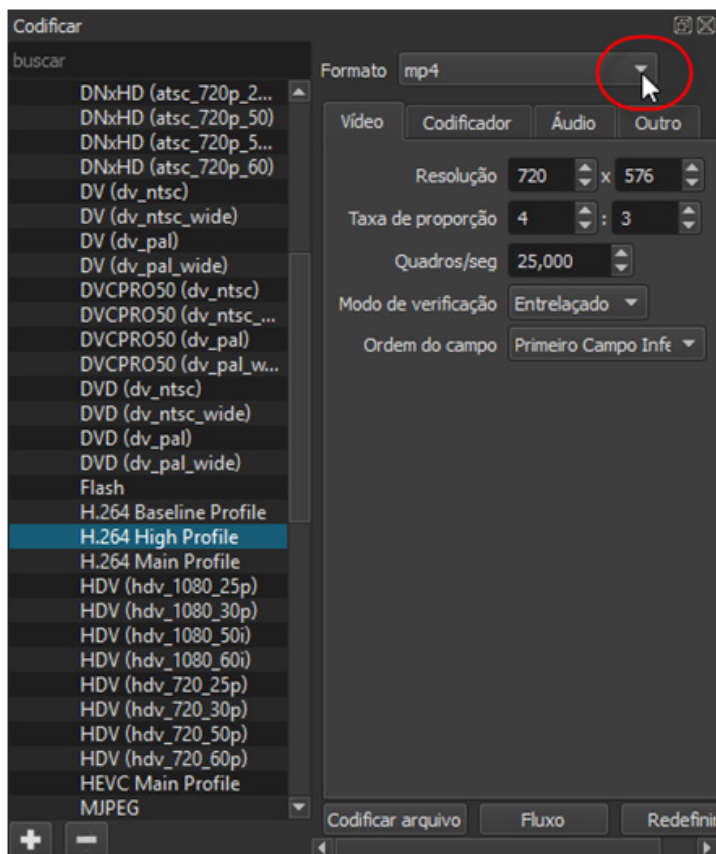 Codificar
buscar
DNxHD (atsc_720p_2...
DNxHD (atsc_720p_50)
DNxHD (atsc_720p_5...
DNxHD (atsc_720p_60)
DV (dv_ntsc)
DV (dv_ntsc_wide)
DV (dv_pal)
DV (dv_pal_wide)
DVCPRO50 (dv_ntsc)
DVCPRO50 (dv_ntsc_...
DVCPRO50 (dv_pal)
DVCPRO50 (dv_pal_w...
DVD (dv_ntsc)
DVD (dv_ntsc_wide)
DVD (dv_pal)
DVD (dv_pal_wide)
Flash
H.264 Baseline Profile
H.264 High Profile
H.264 Main Profile
HDV (hdv_1080_25p)
HDV (hdv_1080_30p)
HDV (hdv_1080_50i)
HDV (hdv_1080_60i)
HDV (hdv_720_25p)
HDV (hdv_720_30p)
HDV (hdv_720_50p)
HDV (hdv_720_60p)
HEVC Main Profile
MJPEG
Formato mp4
Vídeo Codificador Áudio Outro
Resolução 720 x 576
Taxa de proporção 4 : 3
Quadros/seg 25,000
Modo de verificação Entrelaçado
Ordem do campo Primeiro Campo Infe
Codificar arquivo Fluxo Redefinir